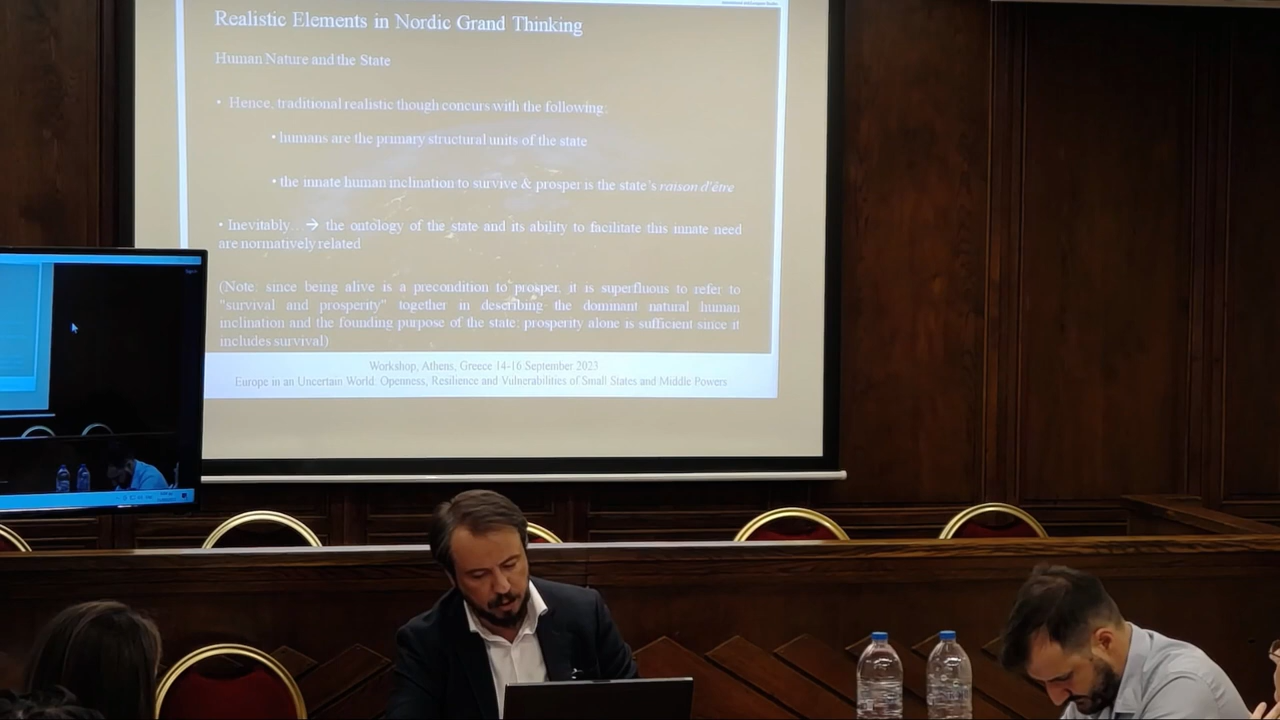 Realistic Elements in Nordic Grand Thinking
Human Nature and the State
• Hence, traditional realistic though concurs with the following:
• humans are the primary structural units of the state
• the innate human inclination to survive & prosper is the state's raison d'être
• Inevitably… → the ontology of the state and its ability to facilitate this innate need
are normatively related
(Note: since being alive is a precondition to prosper, it is superfluous to refer to
"survival and prosperity" together in describing the dominant natural human
inclination and the founding purpose of the state: prosperity alone is sufficient since it
includes survival)
Workshop, Athens, Greece 14-16 September 2023
Europe in an Uncertain World: Openness, Resilience and Vulnerabilities of Small States and Middle Powers